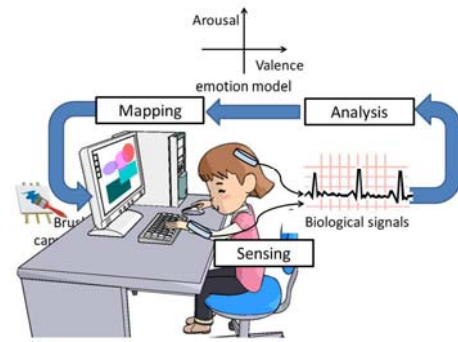 Arousal
Valence
emotion model
Mapping
Analysis
Biological signals
Sensing